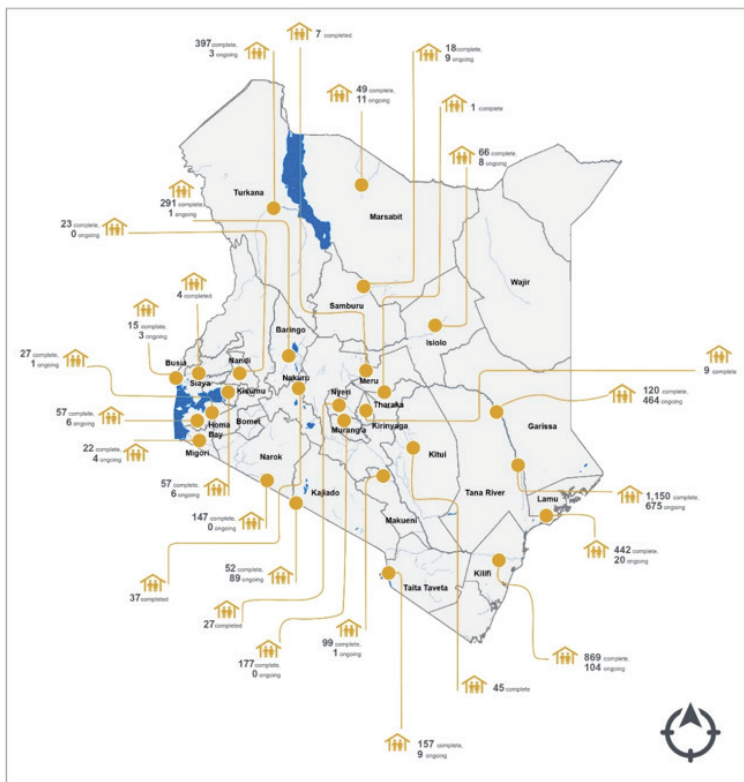 7 completed
397 complete,
3 ongoing
18 complete,
9 ongoing
49 complete,
11 ongoing
1 complete
66 complete,
8 ongoing
Turkana
291 complete,
1 ongoing
Marsabit
23 complete,
0 ongoing
Wajir
4 completed
Samburu
Isiolo
15 complete,
3 ongoing
Baringo
27 complete,
1 ongoing
Busia
Nandi
9 complete
Siaya
Nakuru
Meru
Kisumu
Nyeri
120 complete,
464 ongoing
Tharaka
57 complete,
6 ongoing
Homa
Bay
Bomet
Muranga
Kirinyaga
Garissa
22 complete,
4 ongoing
Migori
Narok
Kitui
57 complete,
6 ongoing
Kajiado
Tana River
Lamu
1,150 complete,
675 ongoing
147 complete,
0 ongoing
Makueni
442 complete,
20 ongoing
52 complete,
89 ongoing
37 completed
Kilifi
Taita Taveta
27 completed
177 complete,
0 ongoing
99 complete,
1 ongoing
869 complete,
104 ongoing
45 complete
157 complete,
9 ongoing